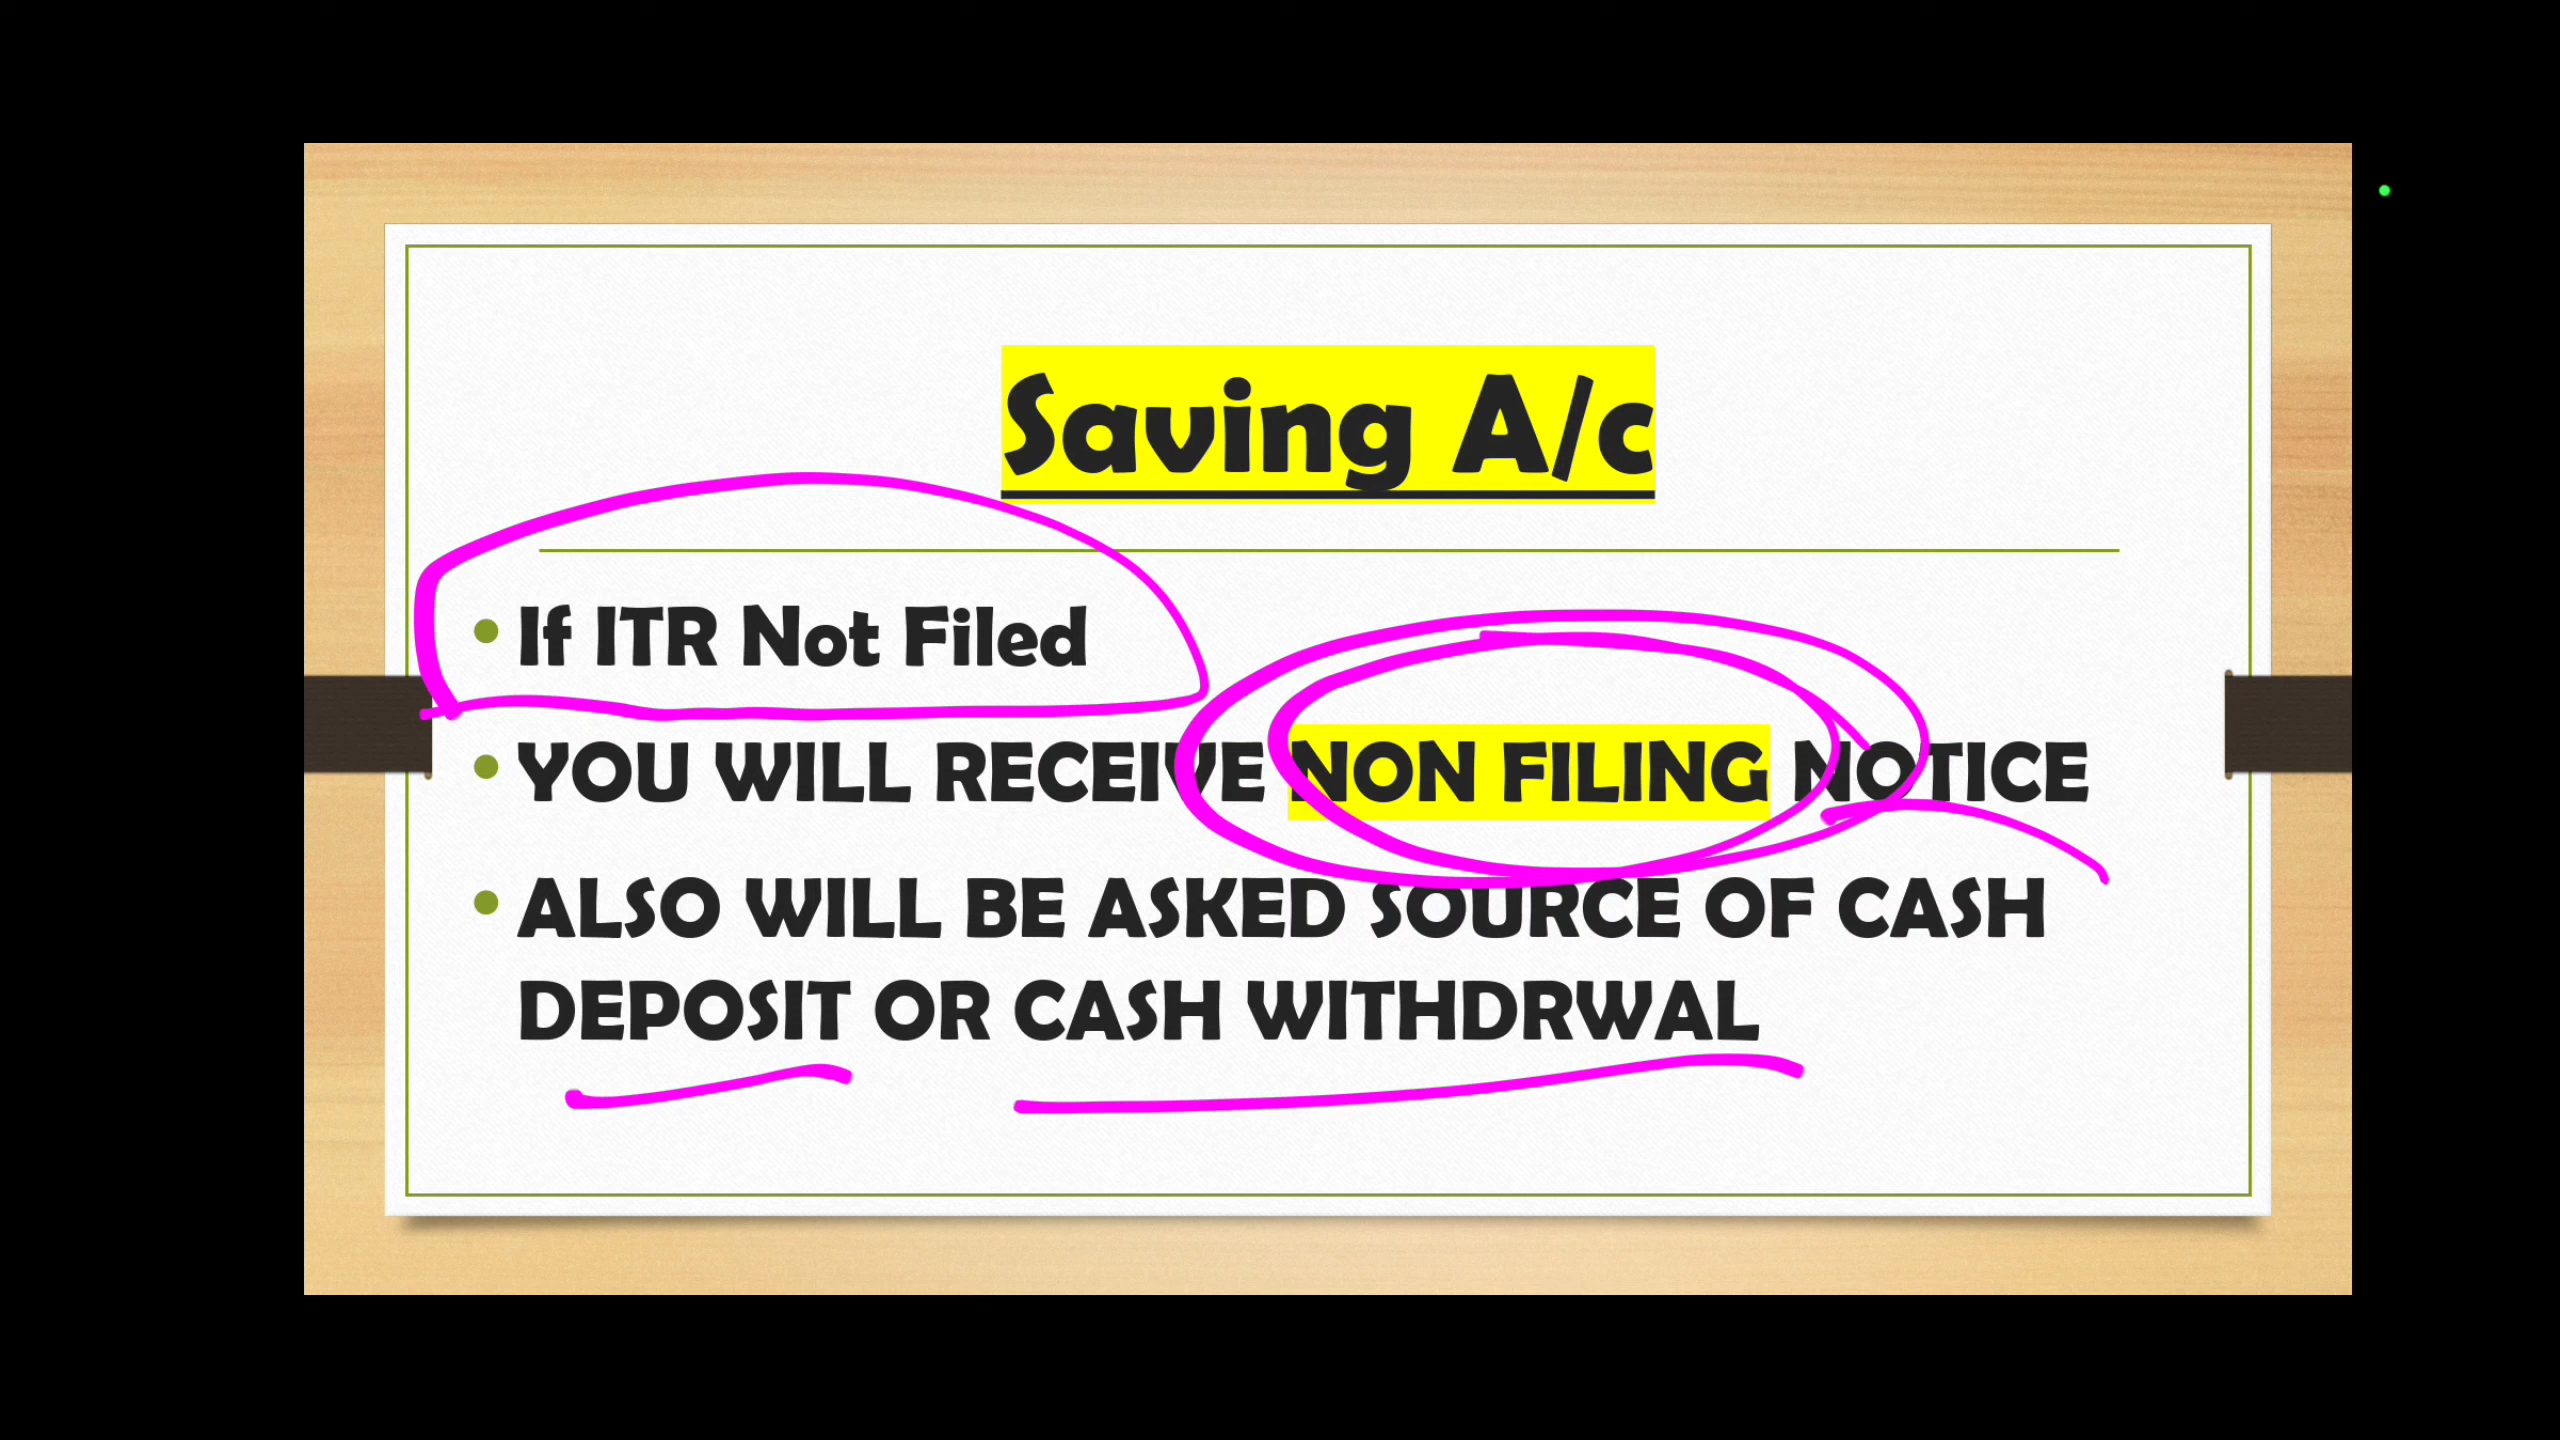 Saving A/c
• If ITR Not Filed
• YOU WILL RECEIVE NON FILING NOTICE
• ALSO WILL BE ASKED SOURCE OF CASH
DEPOSIT OR CASH WITHDRWAL